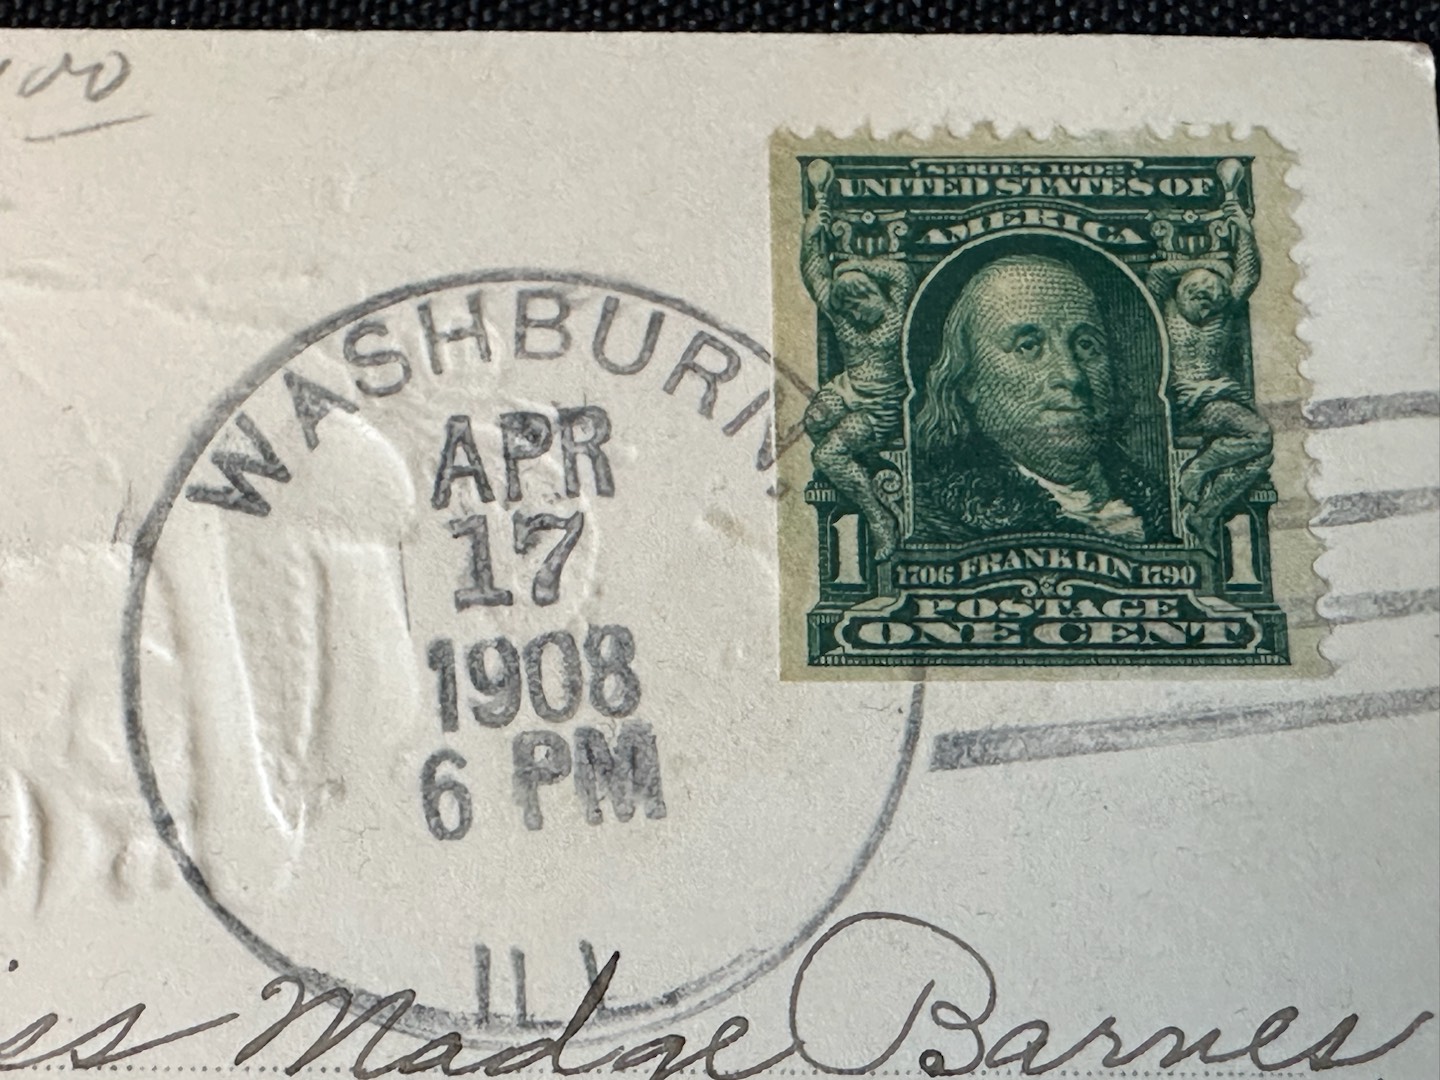 WASHBURN
APR
17
1908
6 PM
ILL
SERIES 1902
UNITED STATES OF
AMERICA
1 1
1706 FRANKLIN 1790
POSTAGE
ONE CENT
Madge Barnes